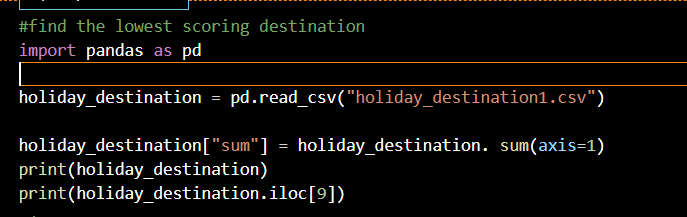 #find the lowest scoring destination
import pandas as pd
holiday_destination = pd.read_csv("holiday_destination1.csv")
holiday_destination["sum"] = holiday_destination. sum(axis=1)
print(holiday_destination)
print(holiday_destination.iloc[9])